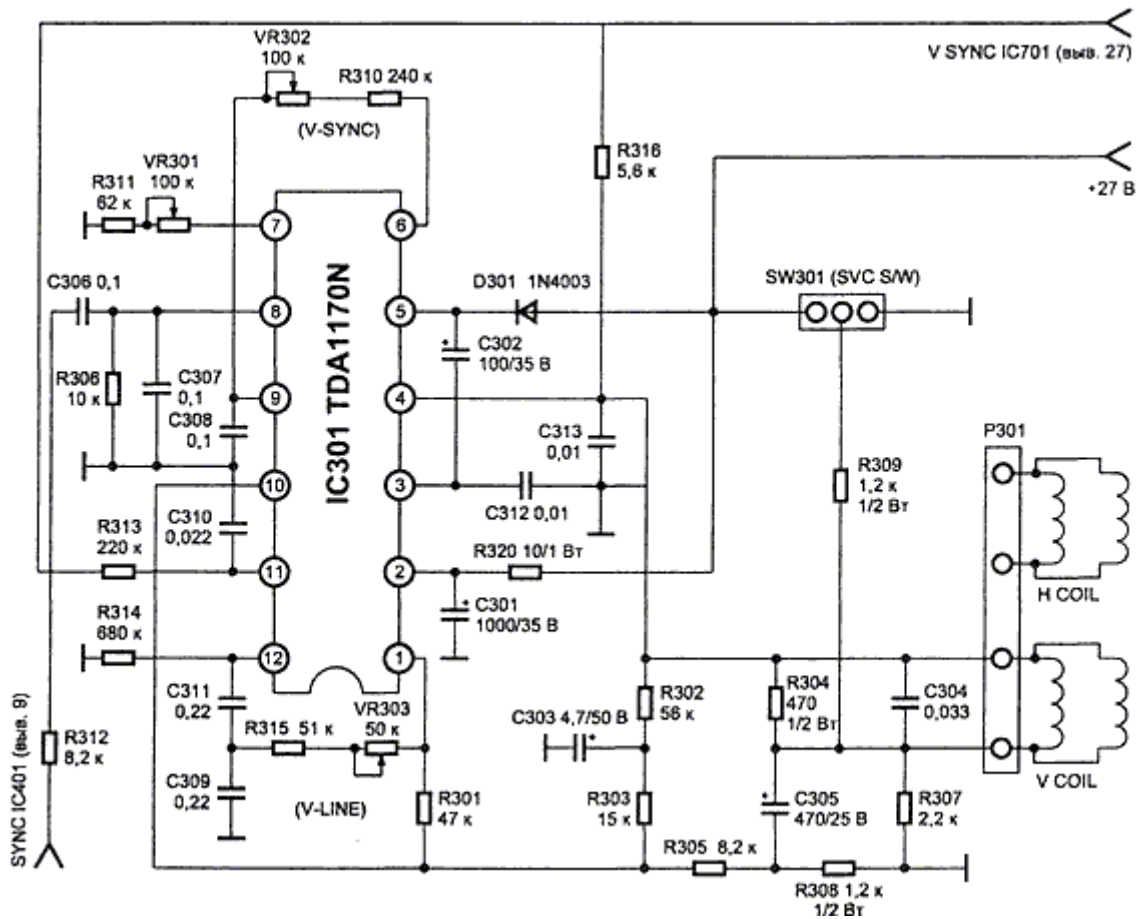 VR302
100 к
R310 240 к
(V-SYNC)
V SYNC IC701 (выв. 27)
VR301
100 к
R311
62 к
R316
5,6 к
+27 В
7
6
C306 0,1
D301 1N4003
SW301 (SVC S/W)
8
5
C302
100/35 В
R306
10 к
C307
0,1
C308
0,1
9
4
IC301 TDA1170N
C313
0,01
P301
R309
1,2 к
1/2 Вт
10
3
C312 0,01
C310
0,022
R313
220 к
R320 10/1 Вт
11
2
H COIL
C301
1000/35 В
R314
680 к
12
1
C311
0,22
R315 51 к
VR303
50 к
C303 4,7/50 В
R302
56 к
R304
470
1/2 Вт
C304
0,033
SYNC IC401 (выв. 9)
R312
8,2 к
C309
0,22
(V-LINE)
R301
47 к
R303
15 к
C305
470/25 В
R307
2,2 к
V COIL
R305 8,2 к
R308 1,2 к
1/2 Вт